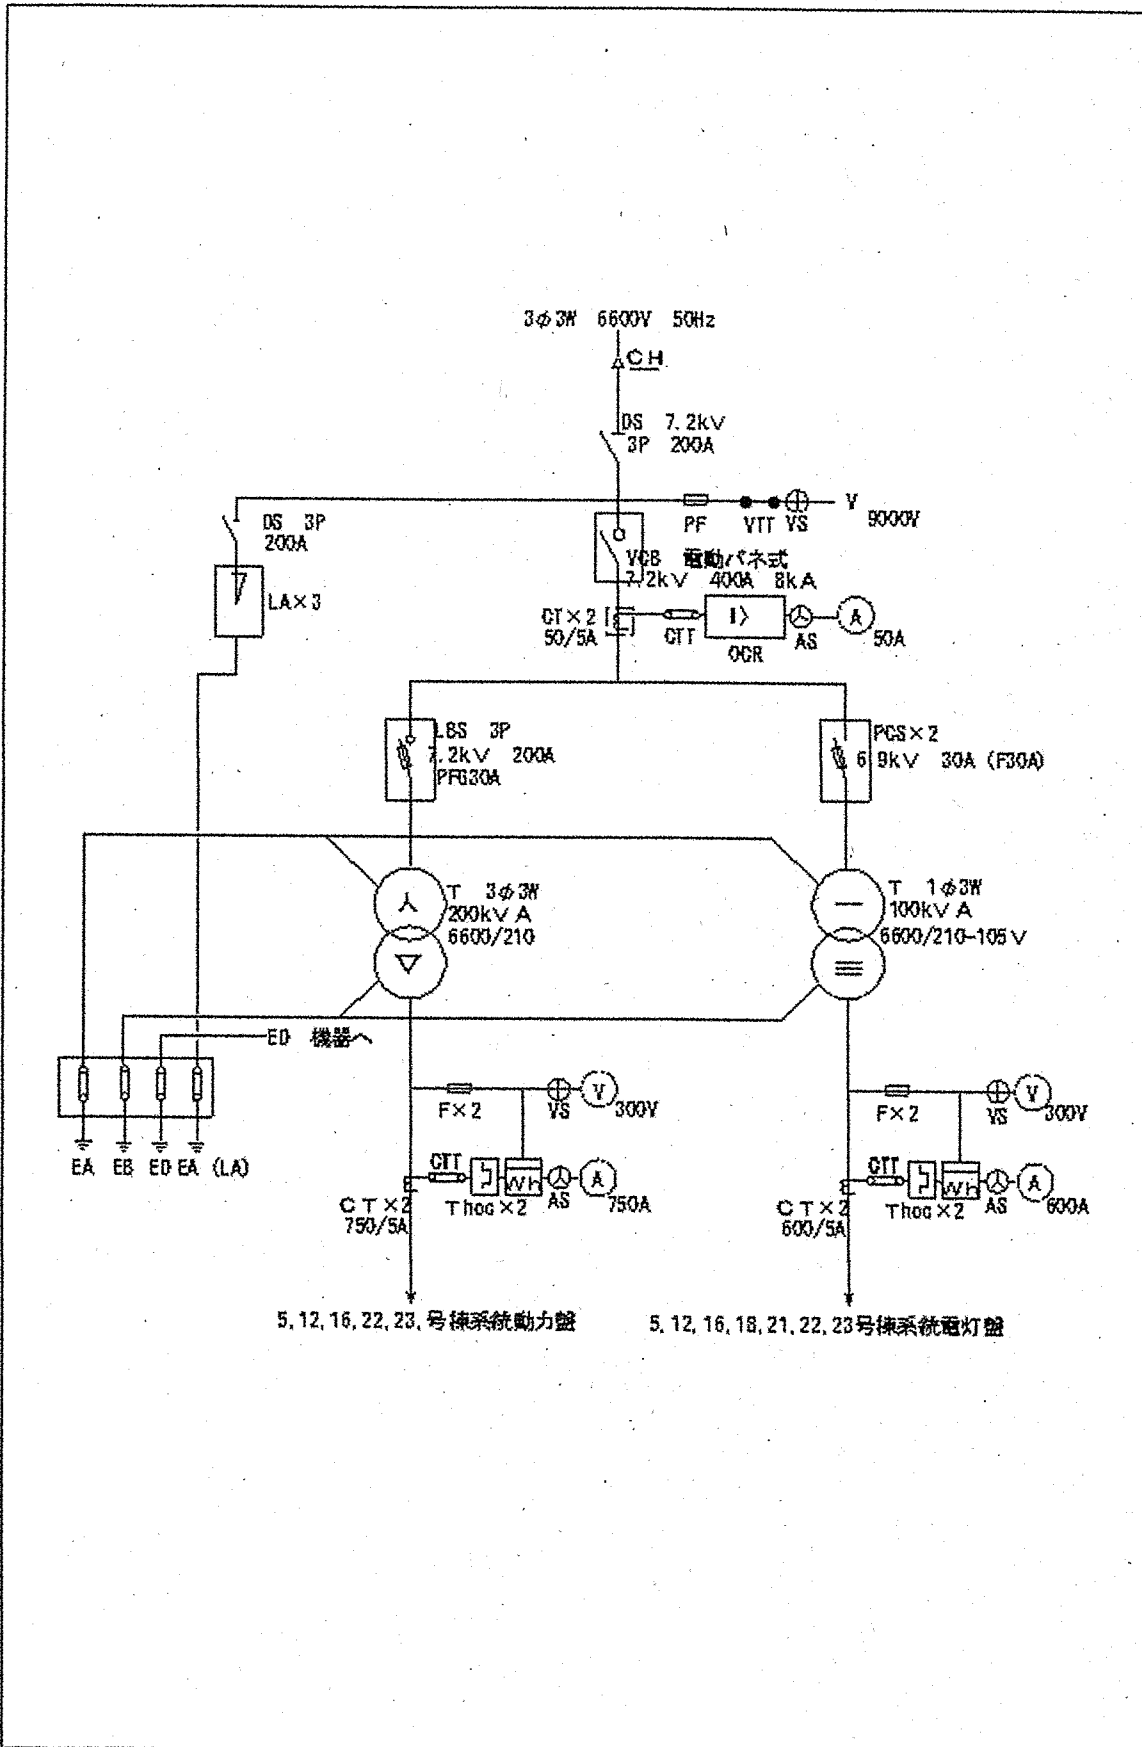 3φ3W 6600V 50Hz
CH
DS 7.2kV
3P 200A
DS 3P
200A
PF
VTT
VS
V
9000V
VCB 電動バネ式
7.2kV 400A 8kA
LA×3
CT×2
50/5A
CTT
I>
OCR
AS
A
50A
LBS 3P
7.2kV 200A
PFG30A
PCS×2
6.9kV 30A (F30A)
T 3φ3W
200kVA
6600/210
T 1φ3W
100kVA
6600/210-105V
ED 機器へ
F×2
VS
V
300V
F×2
VS
V
300V
EA
EB
ED
EA (LA)
CTT
Wh
A
CT×2
750/5A
Thoc×2
AS
750A
CTT
Wh
A
CT×2
600/5A
Thoc×2
AS
600A
5,12,16,22,23,号棟系統動力盤
5,12,16,18,21,22,23号棟系統電灯盤